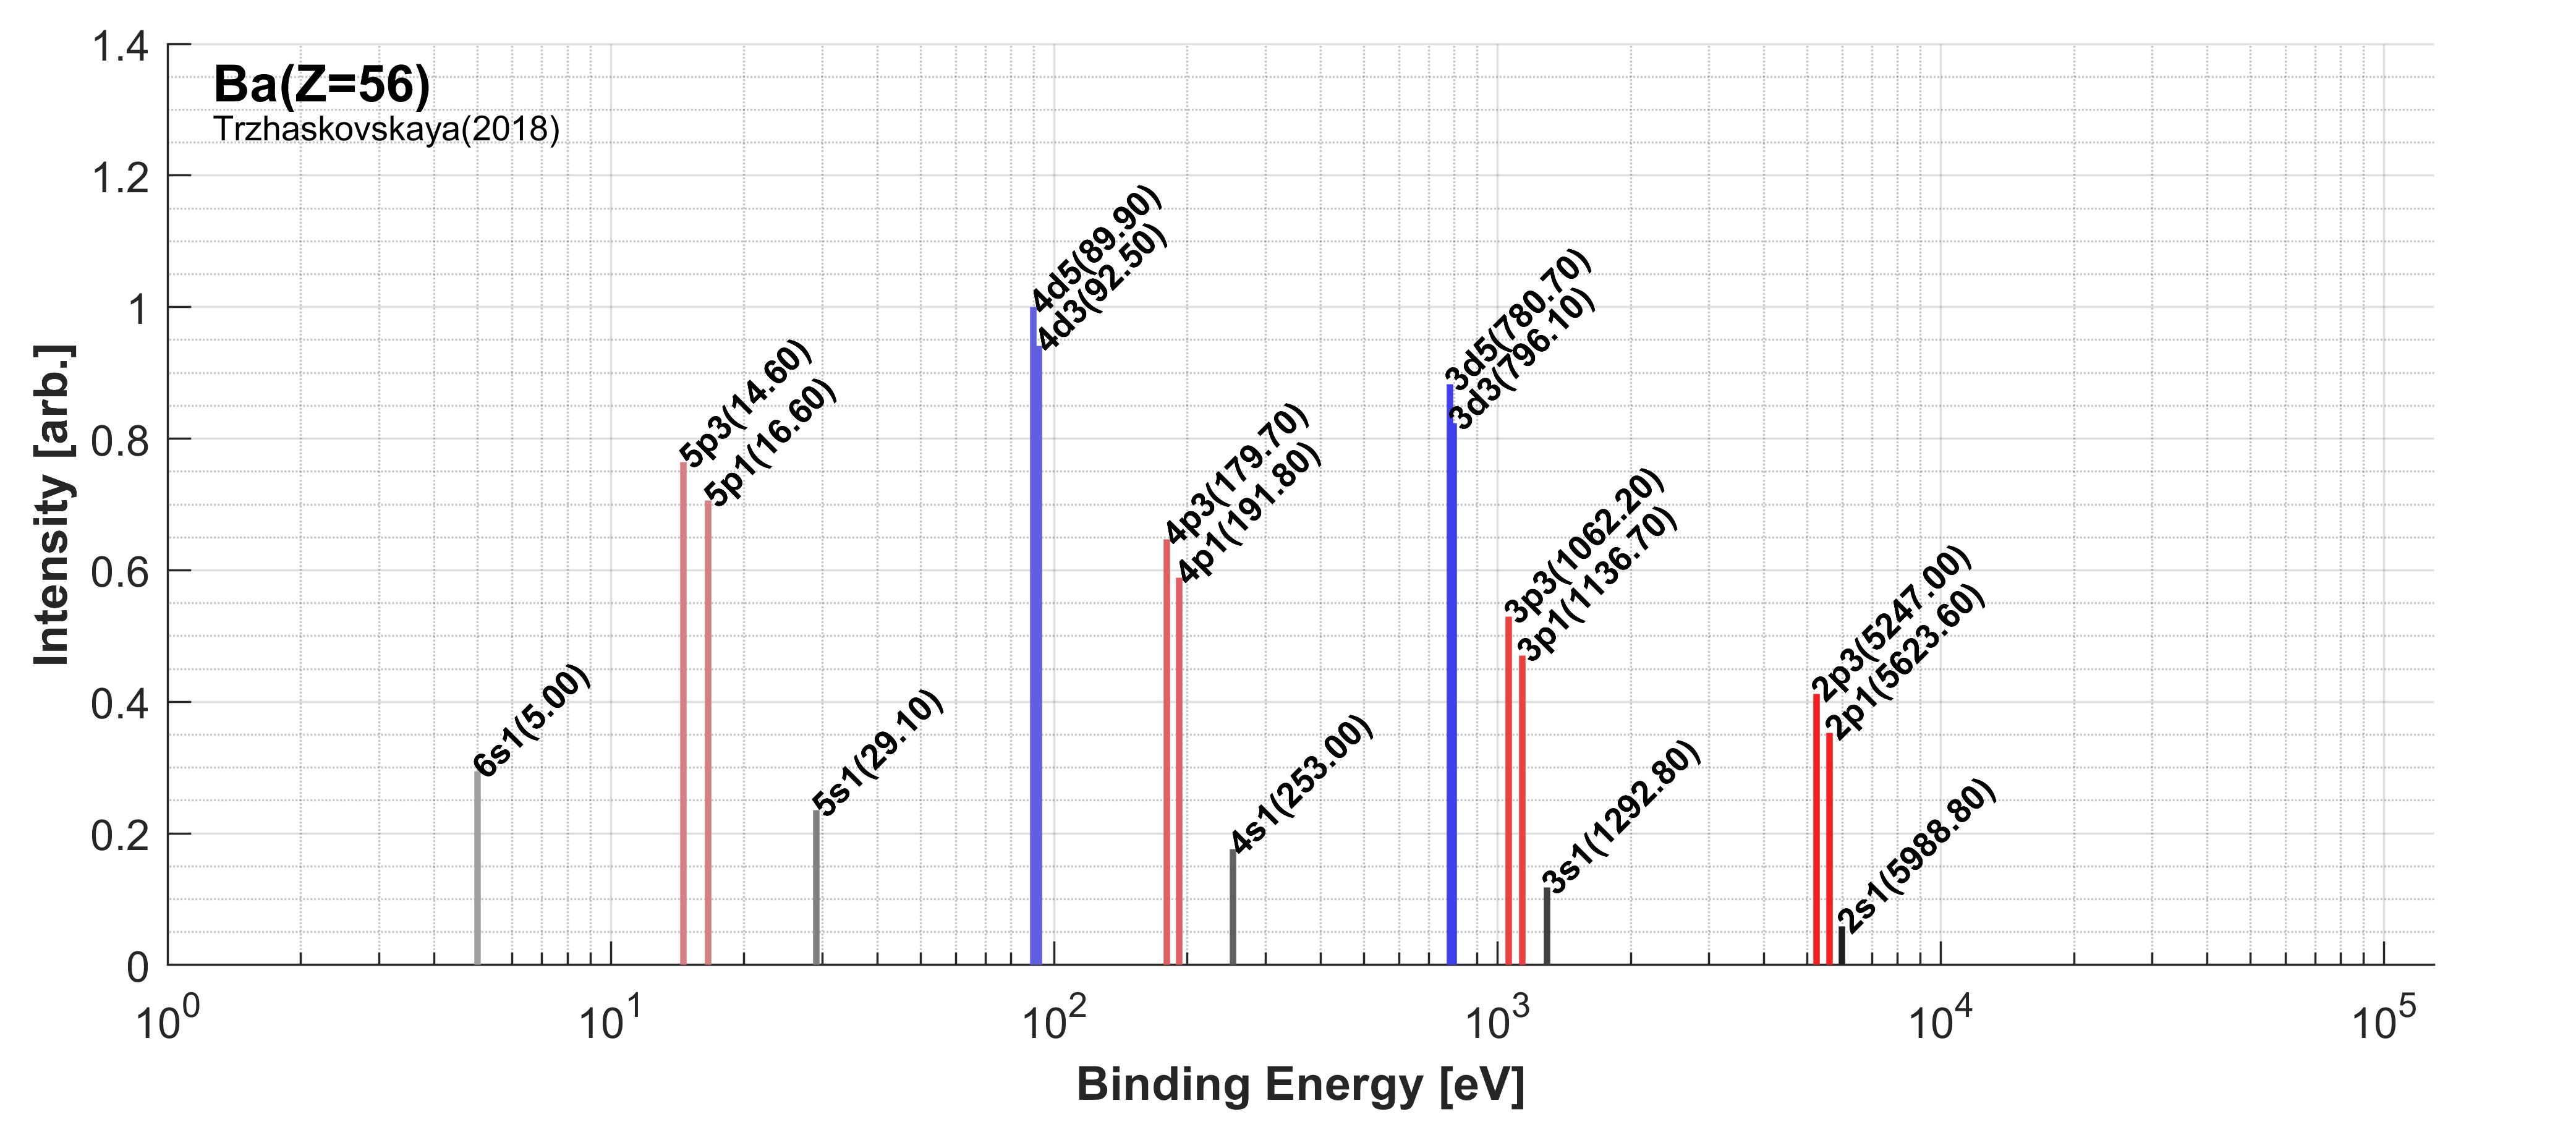 Ba(Z=56)
Trzhaskovskaya(2018)
Intensity [arb.]
1.4
1.2
1
0.8
0.6
0.4
0.2
0
6s1(5.00)
5p3(14.60)
5p1(16.60)
5s1(29.10)
4d5(89.90)
4d3(92.50)
4p3(179.70)
4p1(191.80)
4s1(253.00)
3d5(780.70)
3d3(796.10)
3p3(1062.20)
3p1(1136.70)
3s1(1292.80)
2p3(5247.00)
2p1(5623.60)
2s1(5988.80)
10^0 10^1 10^2 10^3 10^4 10^5
Binding Energy [eV]